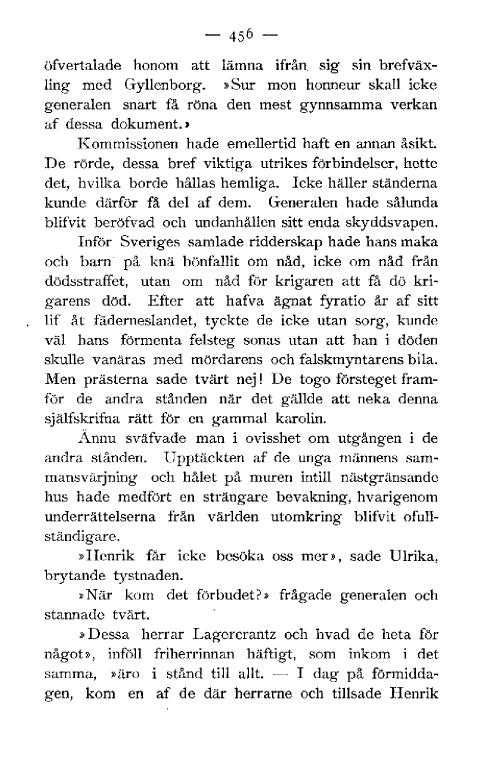 — 456 —
öfvertalade honom att lämna ifrån sig sin brefväx-
ling med Gyllenborg. »Sur mon honneur skall icke
generalen snart få röna den mest gynnsamma verkan
af dessa dokument.»
Kommissionen hade emellertid haft en annan åsikt.
De rörde, dessa bref viktiga utrikes förbindelser, hette
det, hvilka borde hållas hemliga. Icke häller ständerna
kunde därför få del af dem. Generalen hade sålunda
blifvit beröfvad och undanhållen sitt enda skyddsvapen.
Inför Sveriges samlade ridderskap hade hans maka
och barn på knä bönfallit om nåd, icke om nåd från
dödsstraffet, utan om nåd för krigaren att få dö kri-
garens död. Efter att hafva ägnat fyratio år af sitt
lif åt fäderneslandet, tyckte de icke utan sorg, kunde
väl hans förmenta felsteg sonas utan att han i döden
skulle vanäras med mördarens och falskmyntarens bila.
Men prästerna sade tvärt nej! De togo försteget fram-
för de andra stånden när det gällde att neka denna
själfskrifna rätt för en gammal karolin.
Ännu sväfvade man i ovisshet om utgången i de
andra stånden. Upptäckten af de unga männens sam-
mansvärjning och hålet på muren intill nästgränsande
hus hade medfört en strängare bevakning, hvarigenom
underrättelserna från världen utomkring blifvit ofull-
ständigare.
»Henrik får icke besöka oss mer», sade Ulrika,
brytande tystnaden.
»När kom det förbudet?» frågade generalen och
stannade tvärt.
»Dessa herrar Lagercrantz och hvad de heta för
något», inföll friherrinnan häftigt, som inkom i det
samma, »äro i stånd till allt. — I dag på förmidda-
gen, kom en af de där herrarne och tillsade Henrik